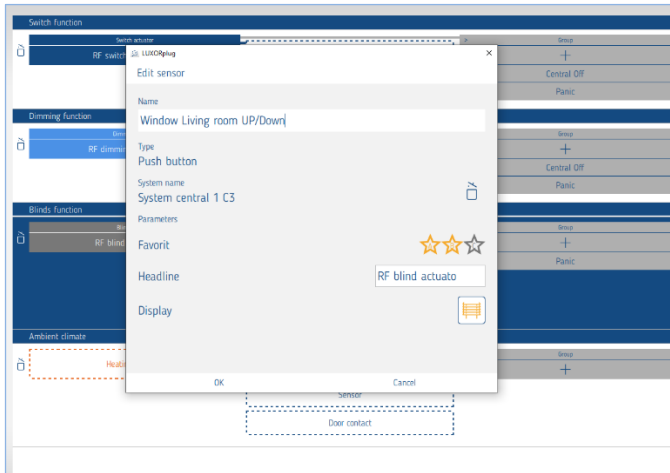 Switch function
Switch actuator
RF switch
Group
Central Off
Panic
LUXORplug
Edit sensor
Name
Window Living room UP/Down
Type
Push button
System name
System central 1 C3
Parameters
Favorit
Headline
RF blind actuato
Display
OK
Cancel
Dimming function
RF dimmi
Group
Central Off
Panic
Blinds function
RF blind
Group
Panic
Ambient climate
Heati
Group
Sensor
Door contact